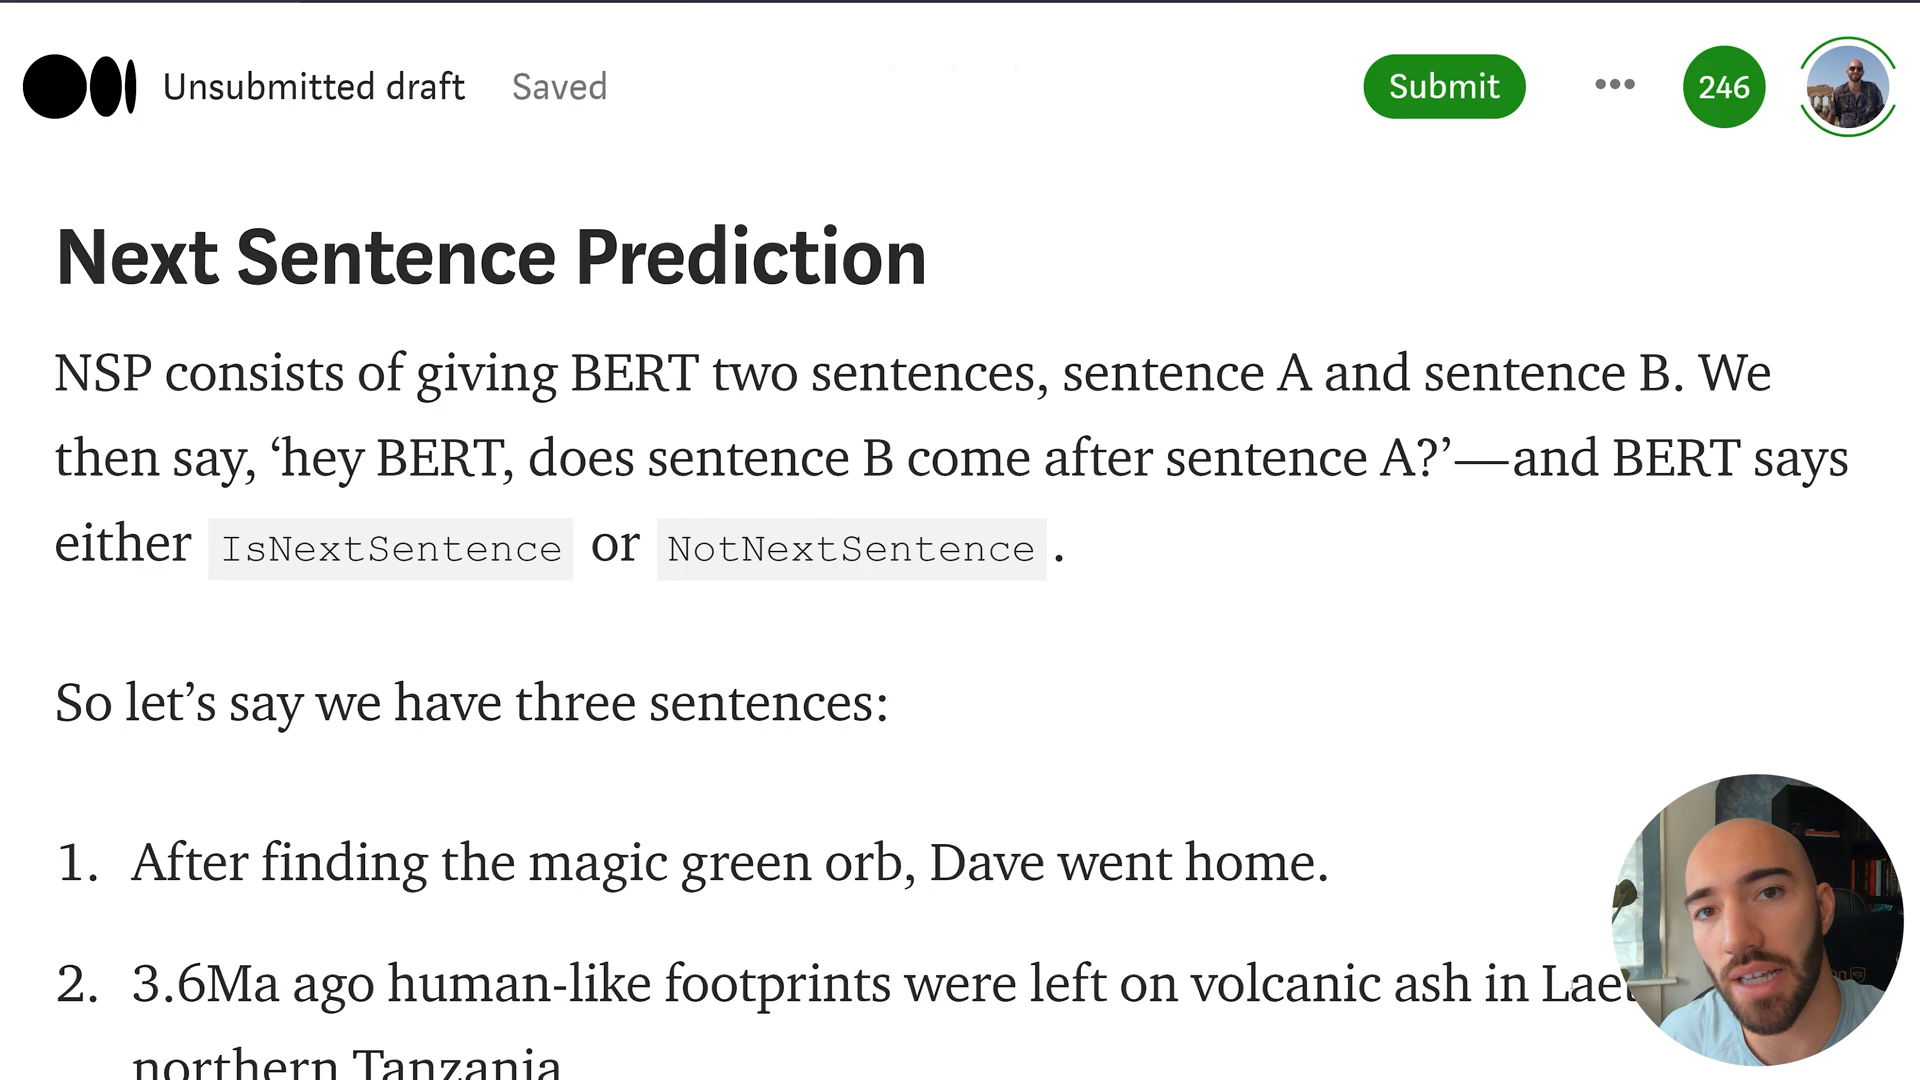 Unsubmitted draft Saved Submit 246
Next Sentence Prediction
NSP consists of giving BERT two sentences, sentence A and sentence B. We
then say, ‘hey BERT, does sentence B come after sentence A?’—and BERT says
either IsNextSentence or NotNextSentence.
So let’s say we have three sentences:
1. After finding the magic green orb, Dave went home.
2. 3.6Ma ago human-like footprints were left on volcanic ash in
northern Tanzania